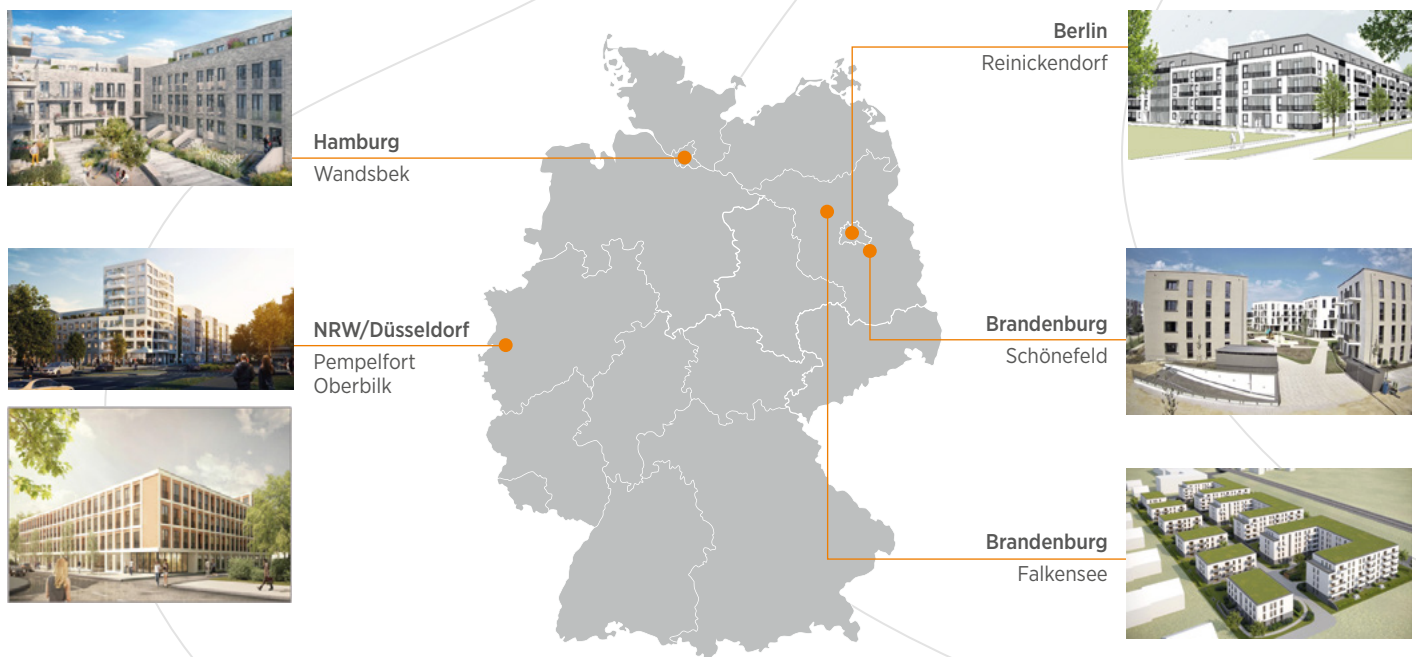 Hamburg
Wandsbek
NRW/Düsseldorf
Pempelfort
Oberbilk
Berlin
Reinickendorf
Brandenburg
Schönefeld
Brandenburg
Falkensee